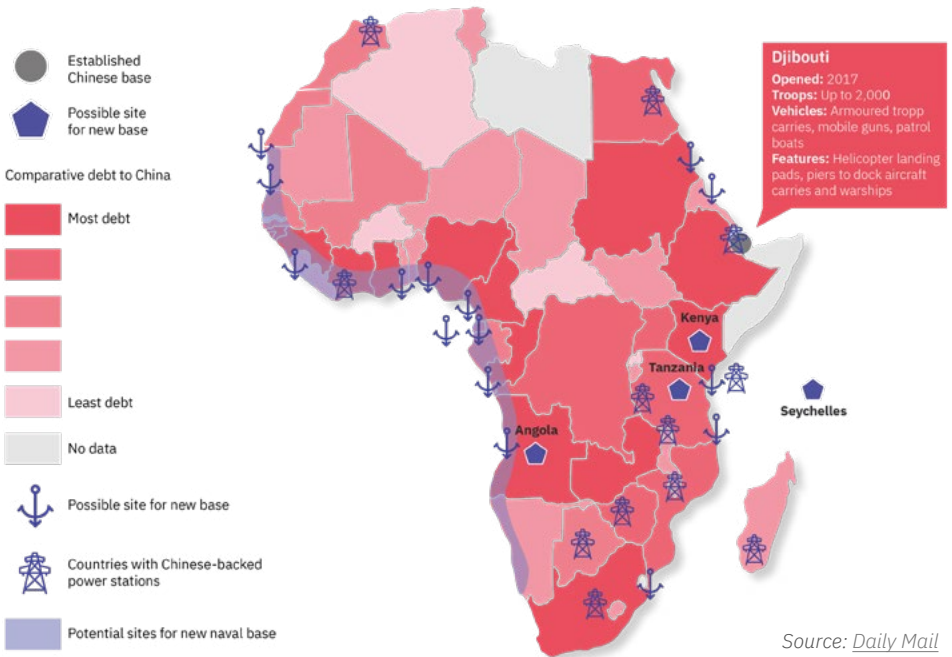 Established
Chinese base
Possible site
for new base
Comparative debt to China
Most debt
Least debt
No data
Possible site for new base
Countries with Chinese-backed
power stations
Potential sites for new naval base
Djibouti
Opened: 2017
Troops: Up to 2,000
Vehicles: Armoured tropp
carries, mobile guns, patrol
boats
Features: Helicopter landing
pads, piers to dock aircraft
carries and warships
Kenya
Tanzania
Seychelles
Angola
Source: Daily Mail